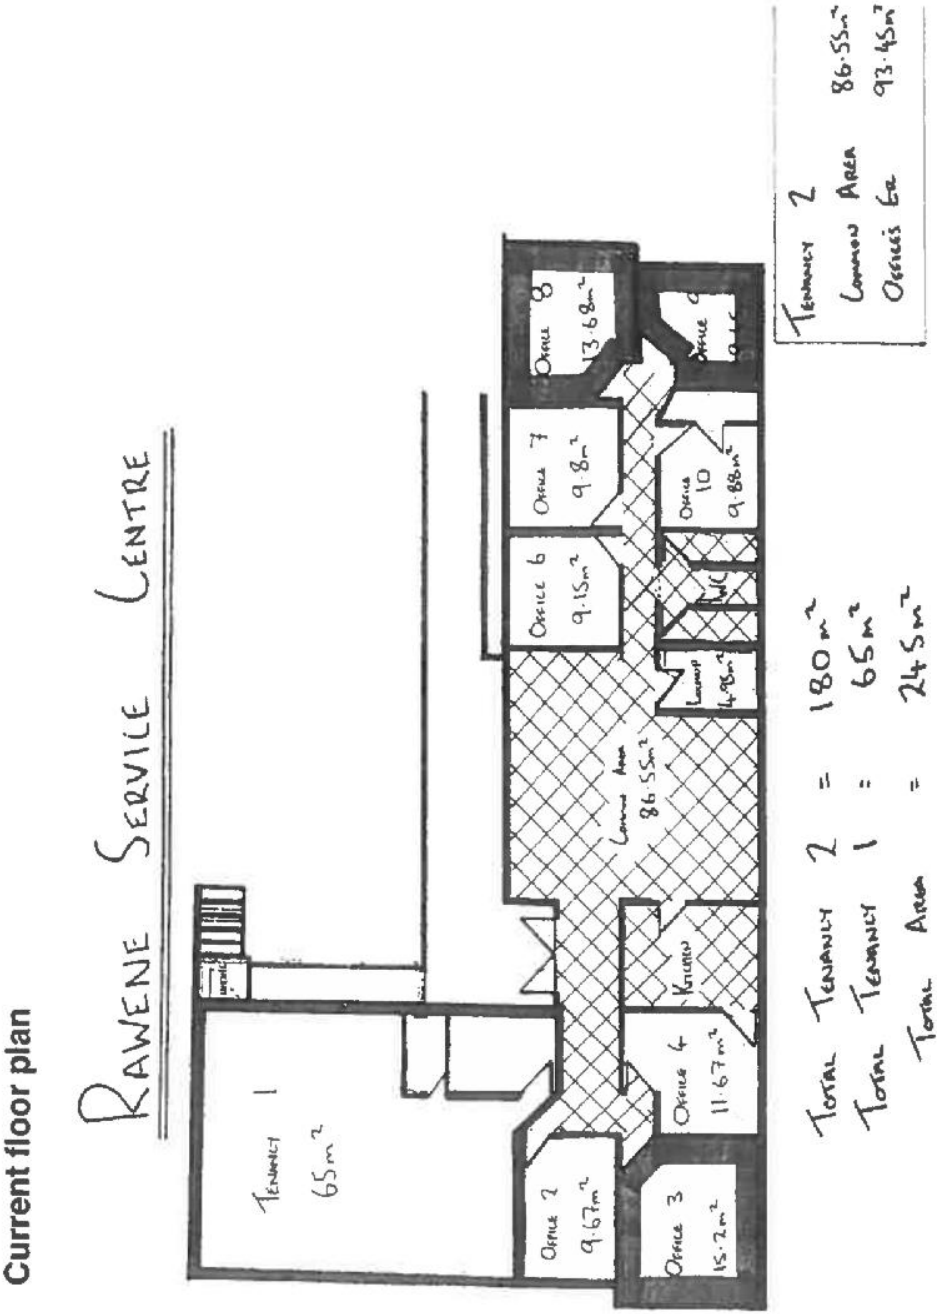 Current floor plan
RAWENE SERVICE CENTRE
TENANCY 1
65m²
OFFICE 2
9.67m²
OFFICE 3
15.2m²
OFFICE 4
11.67m²
KITCHEN
COMMON AREA
86.55m²
OFFICE 6
9.15m²
OFFICE 7
9.8m²
OFFICE 8
13.68m²
OFFICE 9
OFFICE
10
9.88m²
WC
4.95m²
TOTAL TENANCY 2 = 180m²
TOTAL TENANCY 1 = 65m²
TOTAL AREA = 245m²
TENANCY 2
COMMON AREA 86.55m²
OFFICES Etc 93.45m²